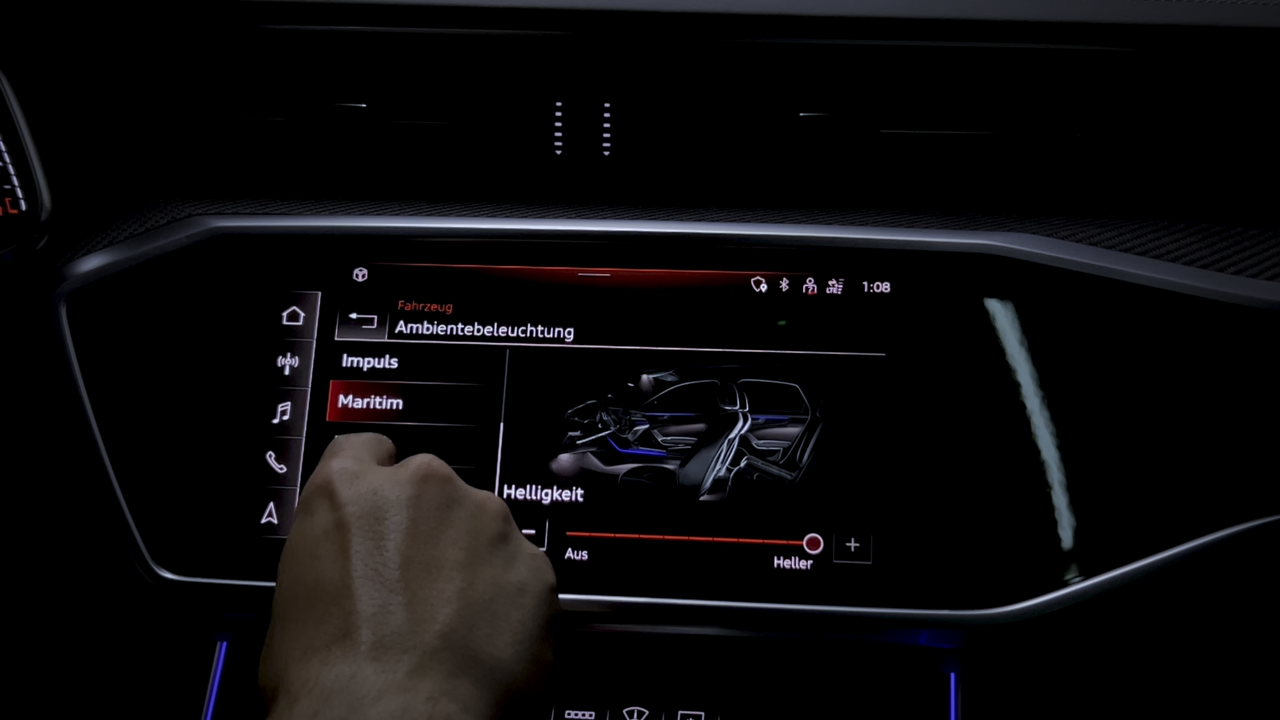 1:08
Fahrzeug
Ambientebeleuchtung
Impuls
Maritim
Helligkeit
Aus
Heller